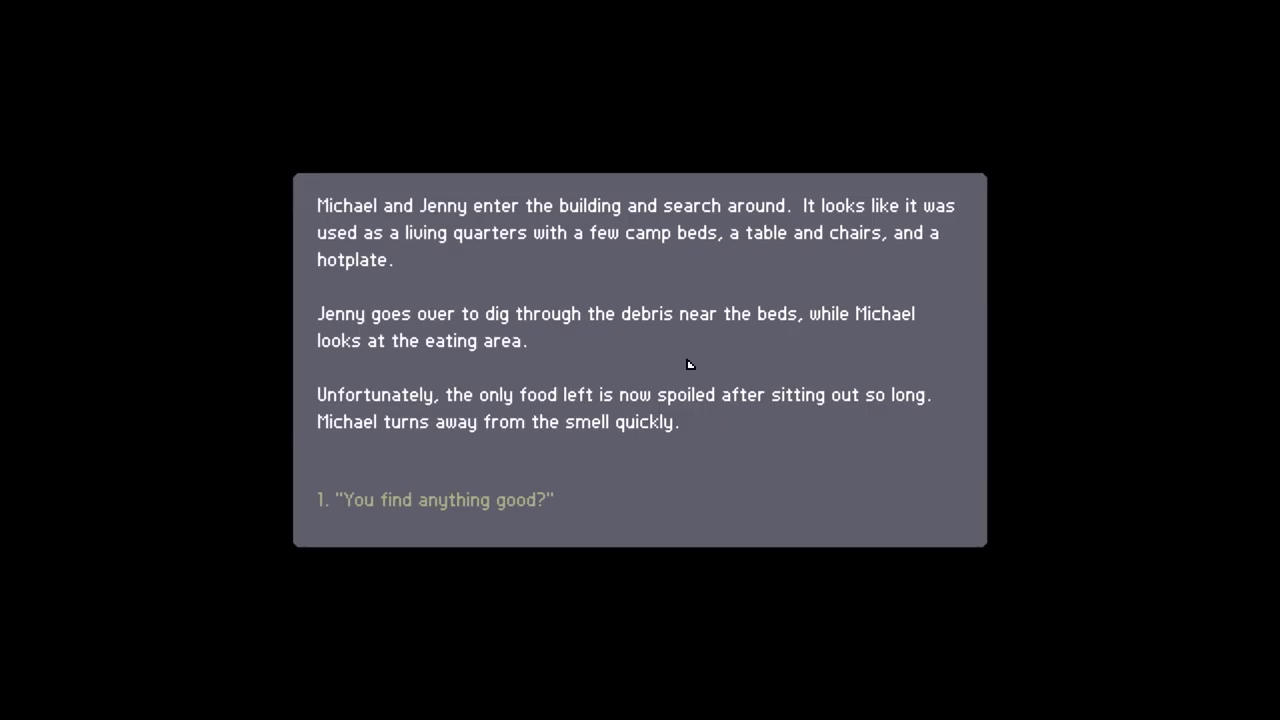 Michael and Jenny enter the building and search around.  It looks like it was
used as a living quarters with a few camp beds, a table and chairs, and a
hotplate.
Jenny goes over to dig through the debris near the beds, while Michael
looks at the eating area.
Unfortunately, the only food left is now spoiled after sitting out so long.
Michael turns away from the smell quickly.
1. "You find anything good?"